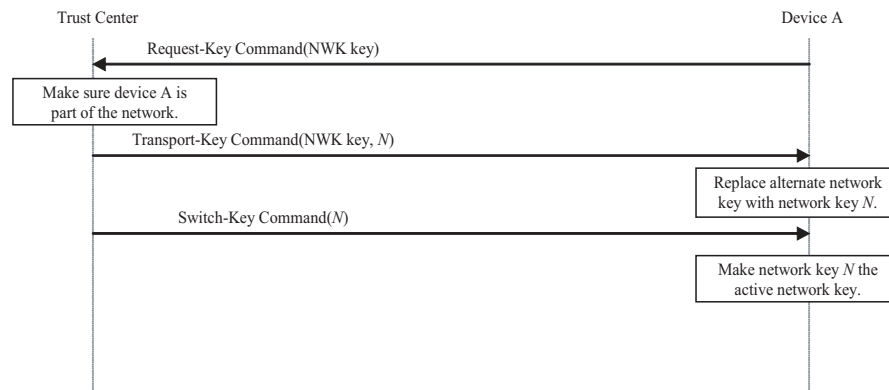 Trust Center
Device A
Request-Key Command(NWK key)
Make sure device A is
part of the network.
Transport-Key Command(NWK key, N)
Replace alternate network
key with network key N.
Switch-Key Command(N)
Make network key N the
active network key.